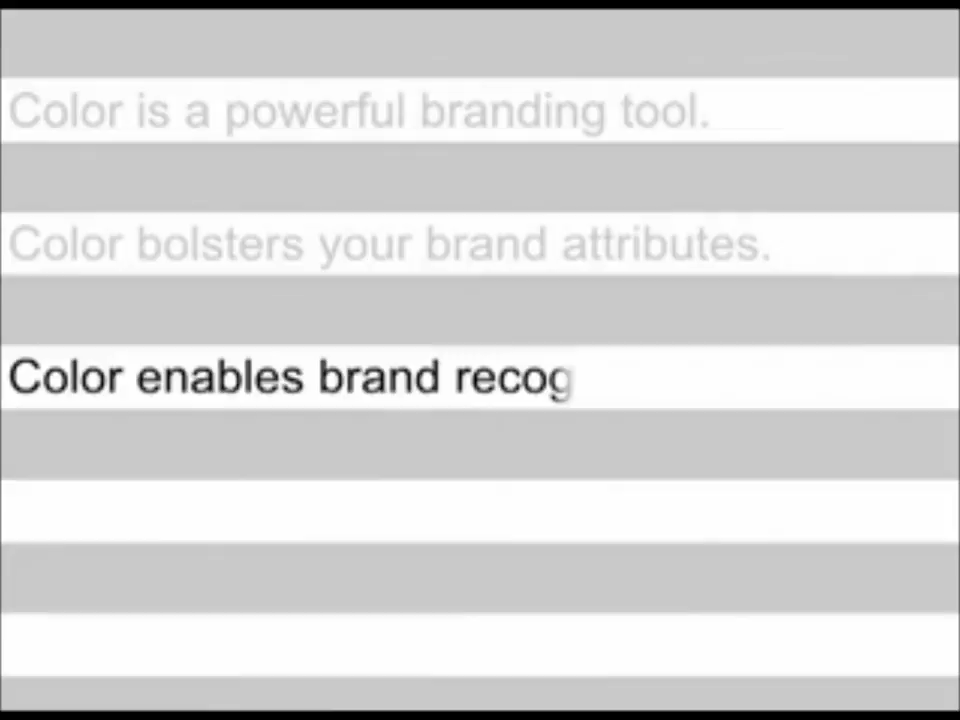 Color is a powerful branding tool.
Color bolsters your brand attributes.
Color enables brand recog